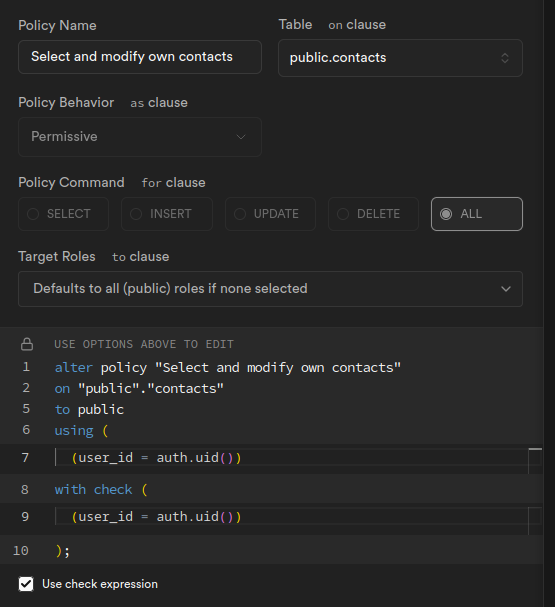 Policy Name
Table on clause
Select and modify own contacts
public.contacts
Policy Behavior as clause
Permissive
Policy Command for clause
SELECT INSERT UPDATE DELETE ALL
Target Roles to clause
Defaults to all (public) roles if none selected
USE OPTIONS ABOVE TO EDIT
1 alter policy "Select and modify own contacts"
2 on "public"."contacts"
5 to public
6 using (
7 (user_id = auth.uid())
8 with check (
9 (user_id = auth.uid())
10 );
Use check expression